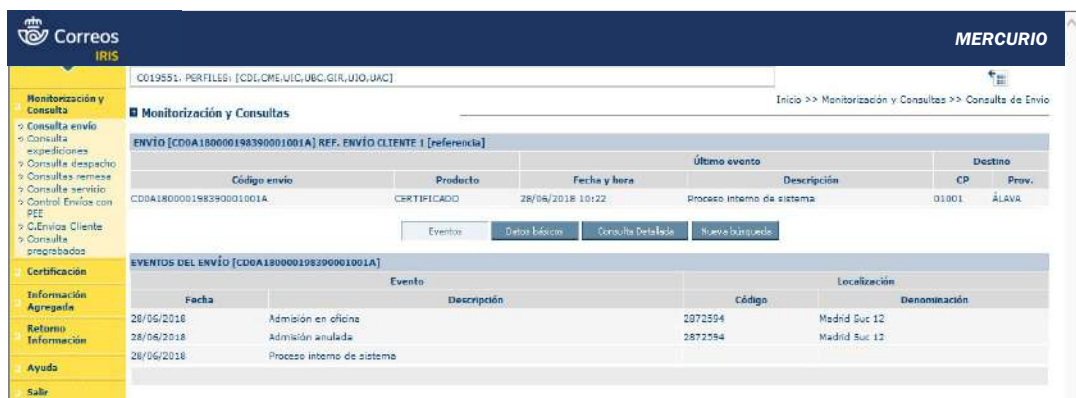 Correos
IRIS
MERCURIO
C019551. PERFILES: [CDI,CME,UIC,UBC,GIR,UIO,UAC]
Inicio >> Monitorización y Consultas >> Consulta de Envio
Monitorización y
Consulta
Consulta envío
Consulta
expediciones
Consulta despacho
Consultas remesa
Consulta servicio
Control Envíos con
PEE
C.Envios Cliente
Consulta
pregrabados
Certificación
Información
Agregada
Retorno
Información
Ayuda
Salir
Monitorización y Consultas
ENVÍO [CD0A180000198390001001A] REF. ENVÍO CLIENTE 1 [referencia]
Último evento Destino
Código envío Producto Fecha y hora Descripción CP Prov.
CD0A180000198390001001A CERTIFICADO 28/06/2018 10:22 Proceso interno de sistema 01001 ÁLAVA
Eventos Datos básicos Consulta Detallada Nueva búsqueda
EVENTOS DEL ENVÍO [CD0A180000198390001001A]
Evento Localización
Fecha Descripción Código Denominación
28/06/2018 Admisión en oficina 2872594 Madrid Suc 12
28/06/2018 Admisión anulada 2872594 Madrid Suc 12
28/06/2018 Proceso interno de sistema